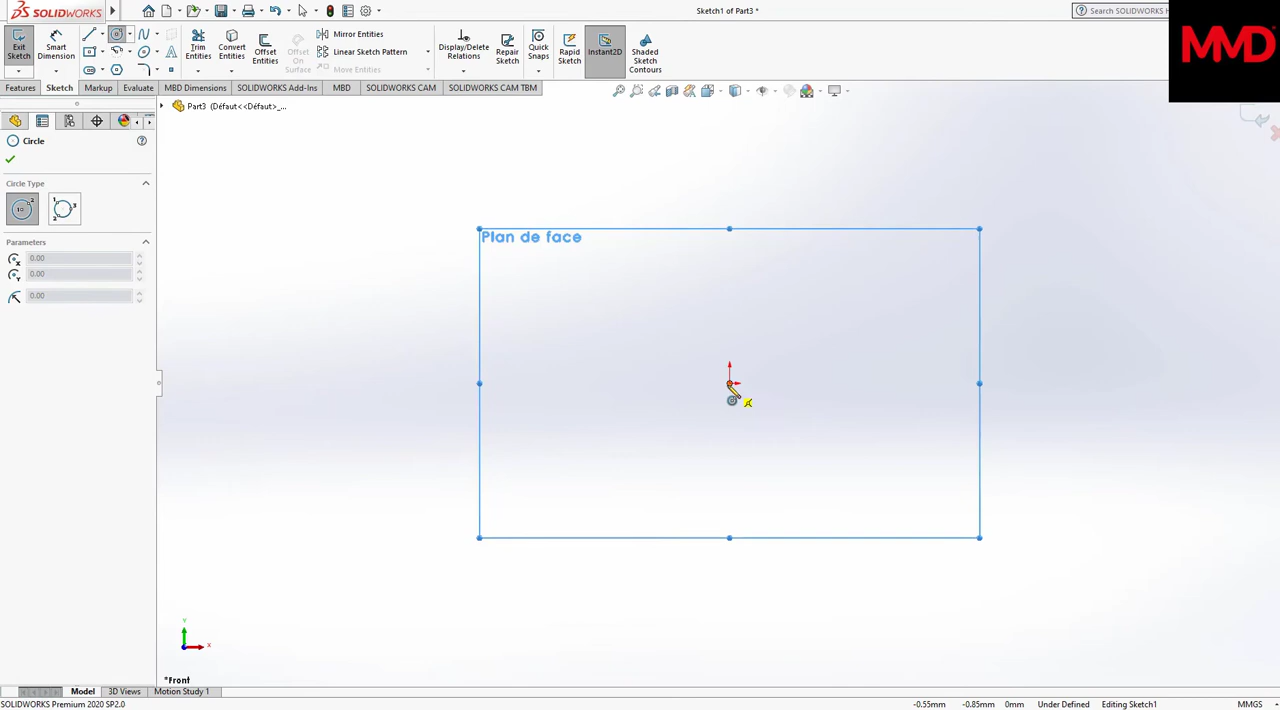 SOLIDWORKS
Sketch1 of Part3 *
Search SOLIDWORKS H
MMD
Exit Sketch
Smart Dimension
Trim Entities
Convert Entities
Offset Entities
Offset On Surface
Mirror Entities
Linear Sketch Pattern
Move Entities
Display/Delete Relations
Repair Sketch
Quick Snaps
Rapid Sketch
Instant2D
Shaded Sketch Contours
Features Sketch Markup Evaluate MBD Dimensions SOLIDWORKS Add-Ins MBD SOLIDWORKS CAM SOLIDWORKS CAM TBM
Part3 (Défaut<<Défaut>_...
Circle
Circle Type
Parameters
0.00
0.00
0.00
Plan de face
Y
X
*Front
Model 3D Views Motion Study 1
SOLIDWORKS Premium 2020 SP2.0
-0.55mm -0.85mm 0mm Under Defined Editing Sketch1 MMGS